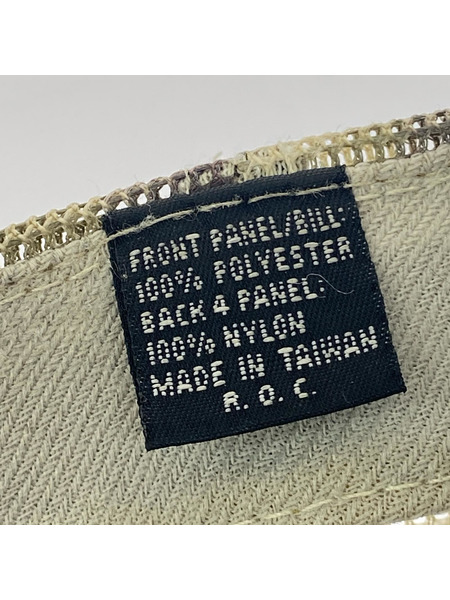 FRONT PANEL/BILL:
100% POLYESTER
BACK 4 PANEL:
100% NYLON
MADE IN TAIWAN
R. O. C.